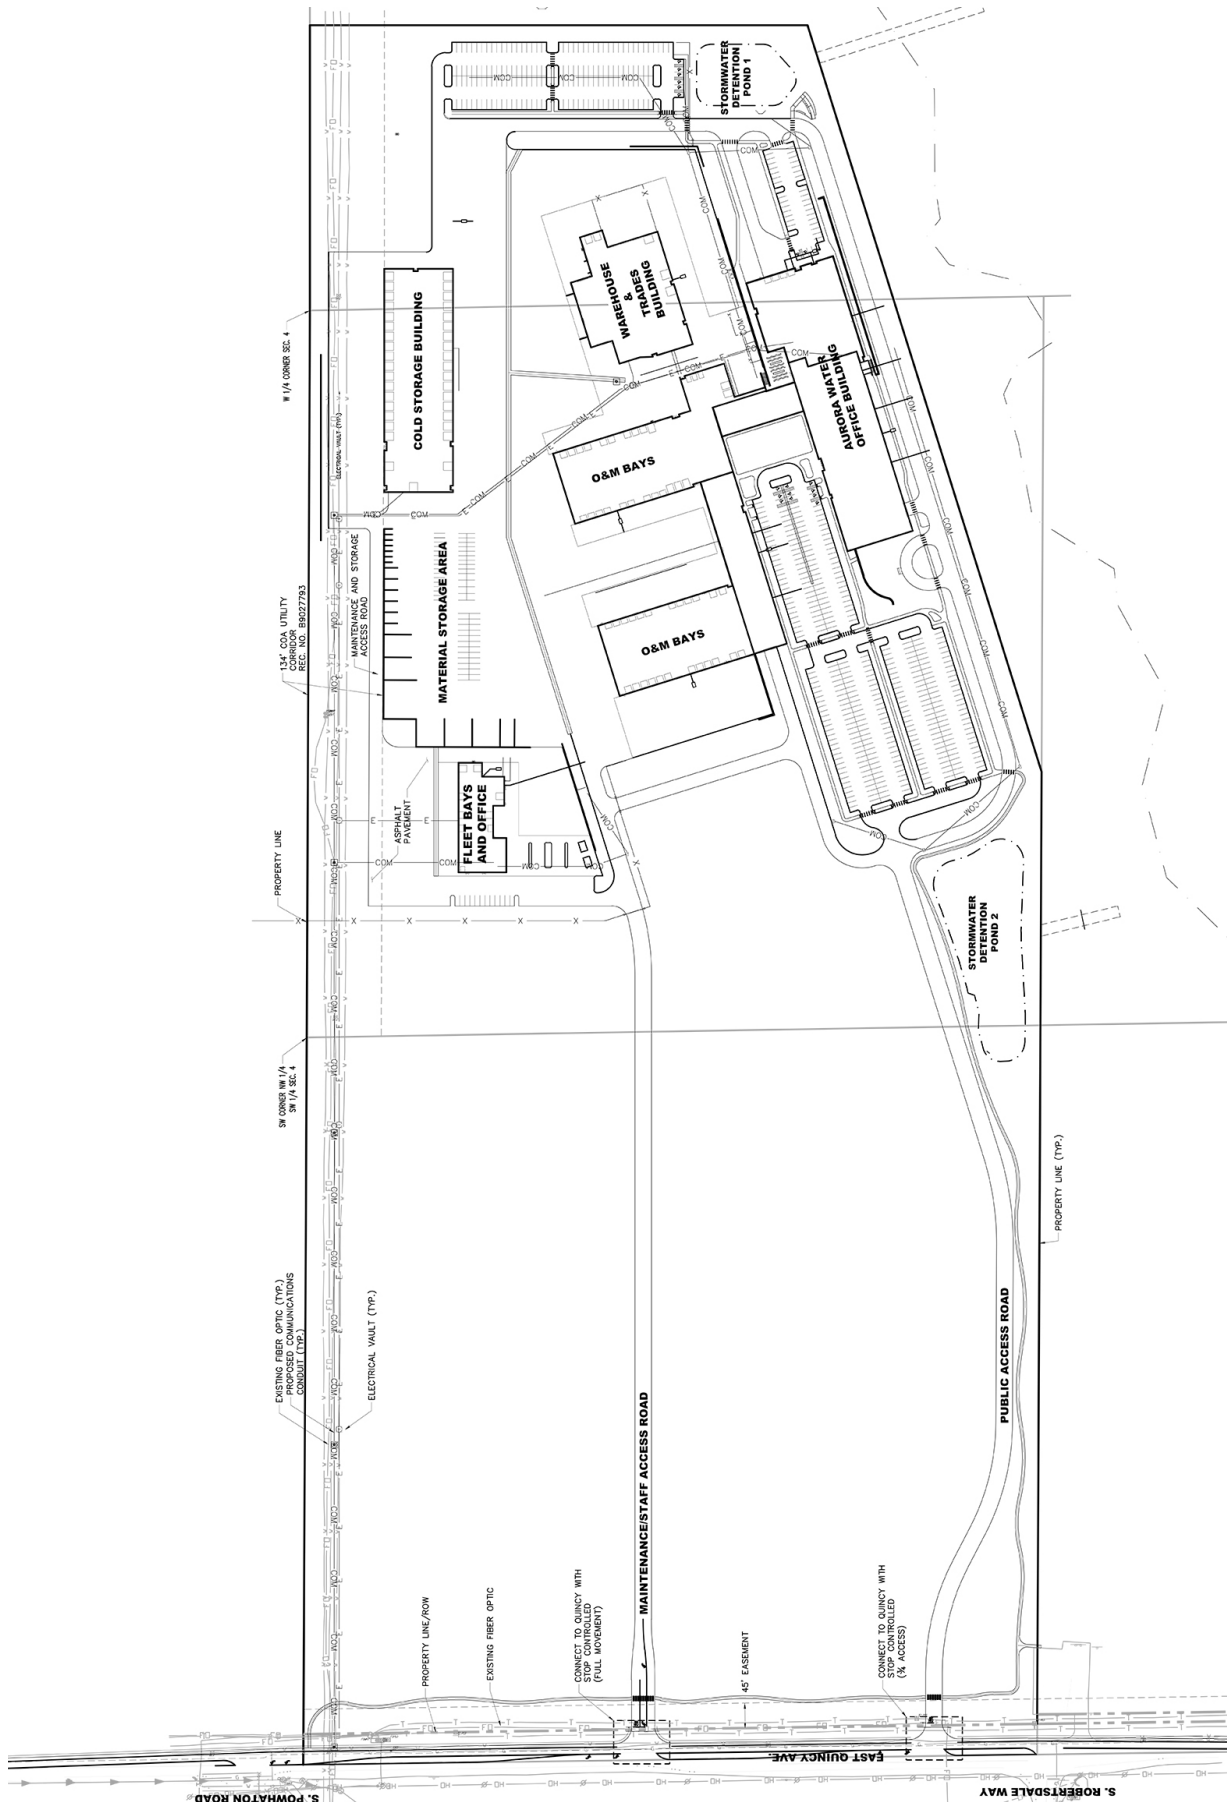 STORMWATER
DETENTION
POND 1
WAREHOUSE
&
TRADES
BUILDING
COLD STORAGE BUILDING
W 1/4 CORNER SEC. 4
ELECTRICAL VAULT (TYP.)
AURORA WATER
OFFICE BUILDING
O&M BAYS
O&M BAYS
MATERIAL STORAGE AREA
MAINTENANCE AND STORAGE
ACCESS ROAD
134' COA UTILITY
CORRIDOR
REC. NO. B9027793
ASPHALT
PAVEMENT
FLEET BAYS
AND OFFICE
PROPERTY LINE
STORMWATER
DETENTION
POND 2
SW CORNER NW 1/4
SW 1/4 SEC. 4
PROPERTY LINE (TYP.)
EXISTING FIBER OPTIC (TYP.)
PROPOSED COMMUNICATIONS
CONDUIT (TYP.)
ELECTRICAL VAULT (TYP.)
MAINTENANCE/STAFF ACCESS ROAD
PUBLIC ACCESS ROAD
PROPERTY LINE/ROW
EXISTING FIBER OPTIC
CONNECT TO QUINCY WITH
STOP CONTROLLED
(FULL MOVEMENT)
45' EASEMENT
CONNECT TO QUINCY WITH
STOP CONTROLLED
(¾ ACCESS)
EAST QUINCY AVE.
S. POWHATON ROAD
S. ROBERTSDALE WAY